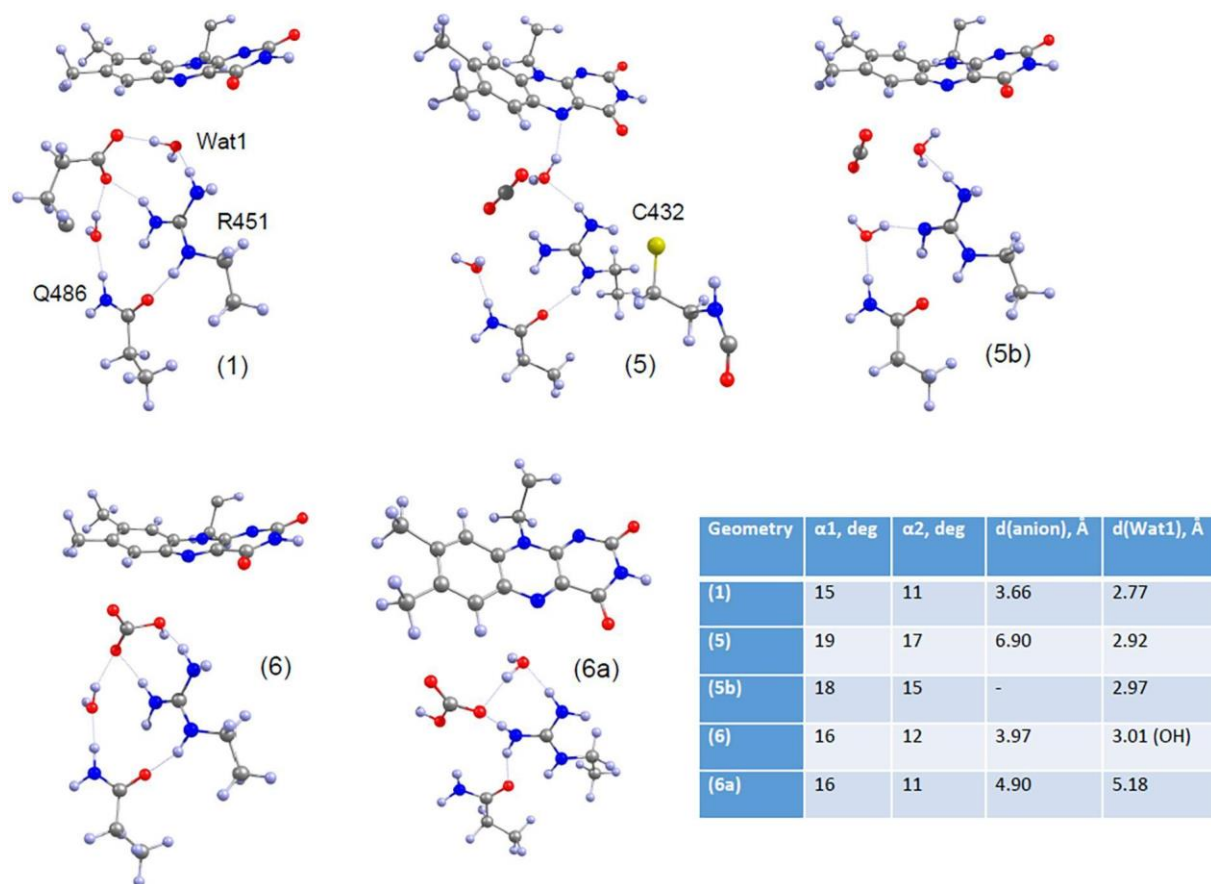 Wat1
R451
Q486
(1)
C432
(5)
(5b)
(6)
(6a)
Geometry α1, deg α2, deg d(anion), Å d(Wat1), Å
(1) 15 11 3.66 2.77
(5) 19 17 6.90 2.92
(5b) 18 15 - 2.97
(6) 16 12 3.97 3.01 (OH)
(6a) 16 11 4.90 5.18